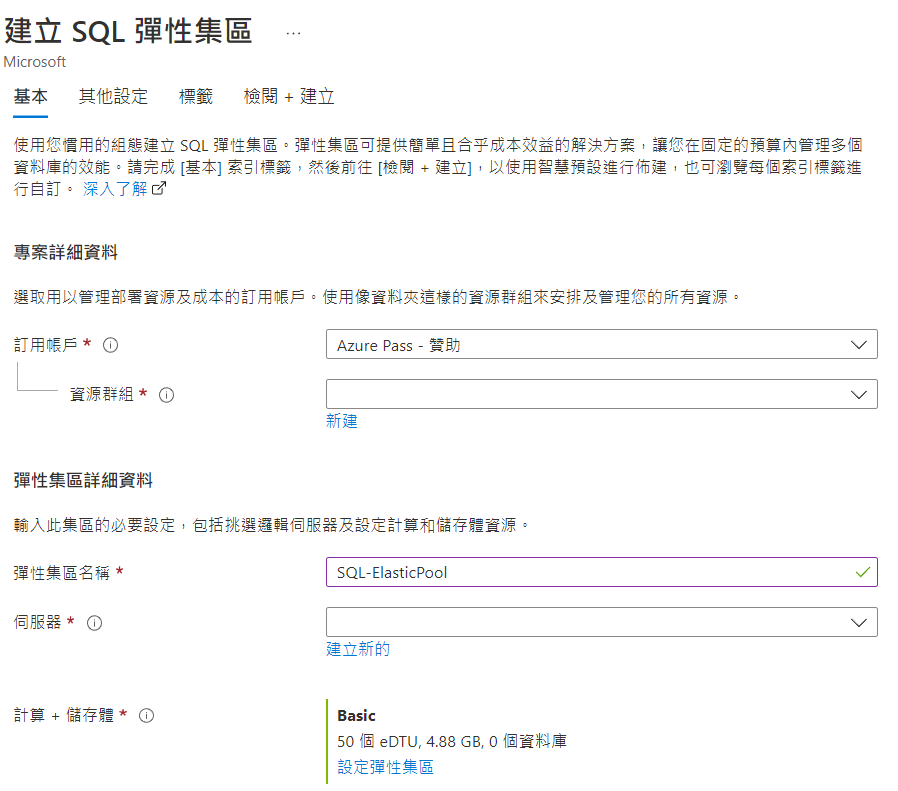 建立 SQL 彈性集區 ...
Microsoft
基本 其他設定 標籤 檢閱 + 建立
使用您慣用的組態建立 SQL 彈性集區。彈性集區可提供簡單且合乎成本效益的解決方案，讓您在固定的預算內管理多個
資料庫的效能。請完成 [基本] 索引標籤，然後前往 [檢閱 + 建立]，以使用智慧預設進行佈建，也可瀏覽每個索引標籤進
行自訂。 深入了解
專案詳細資料
選取用以管理部署資源及成本的訂用帳戶。使用像資料夾這樣的資源群組來安排及管理您的所有資源。
訂用帳戶 * Azure Pass - 贊助
資源群組 *
新建
彈性集區詳細資料
輸入此集區的必要設定，包括挑選邏輯伺服器及設定計算和儲存體資源。
彈性集區名稱 * SQL-ElasticPool
伺服器 *
建立新的
計算 + 儲存體 * Basic
50 個 eDTU, 4.88 GB, 0 個資料庫
設定彈性集區